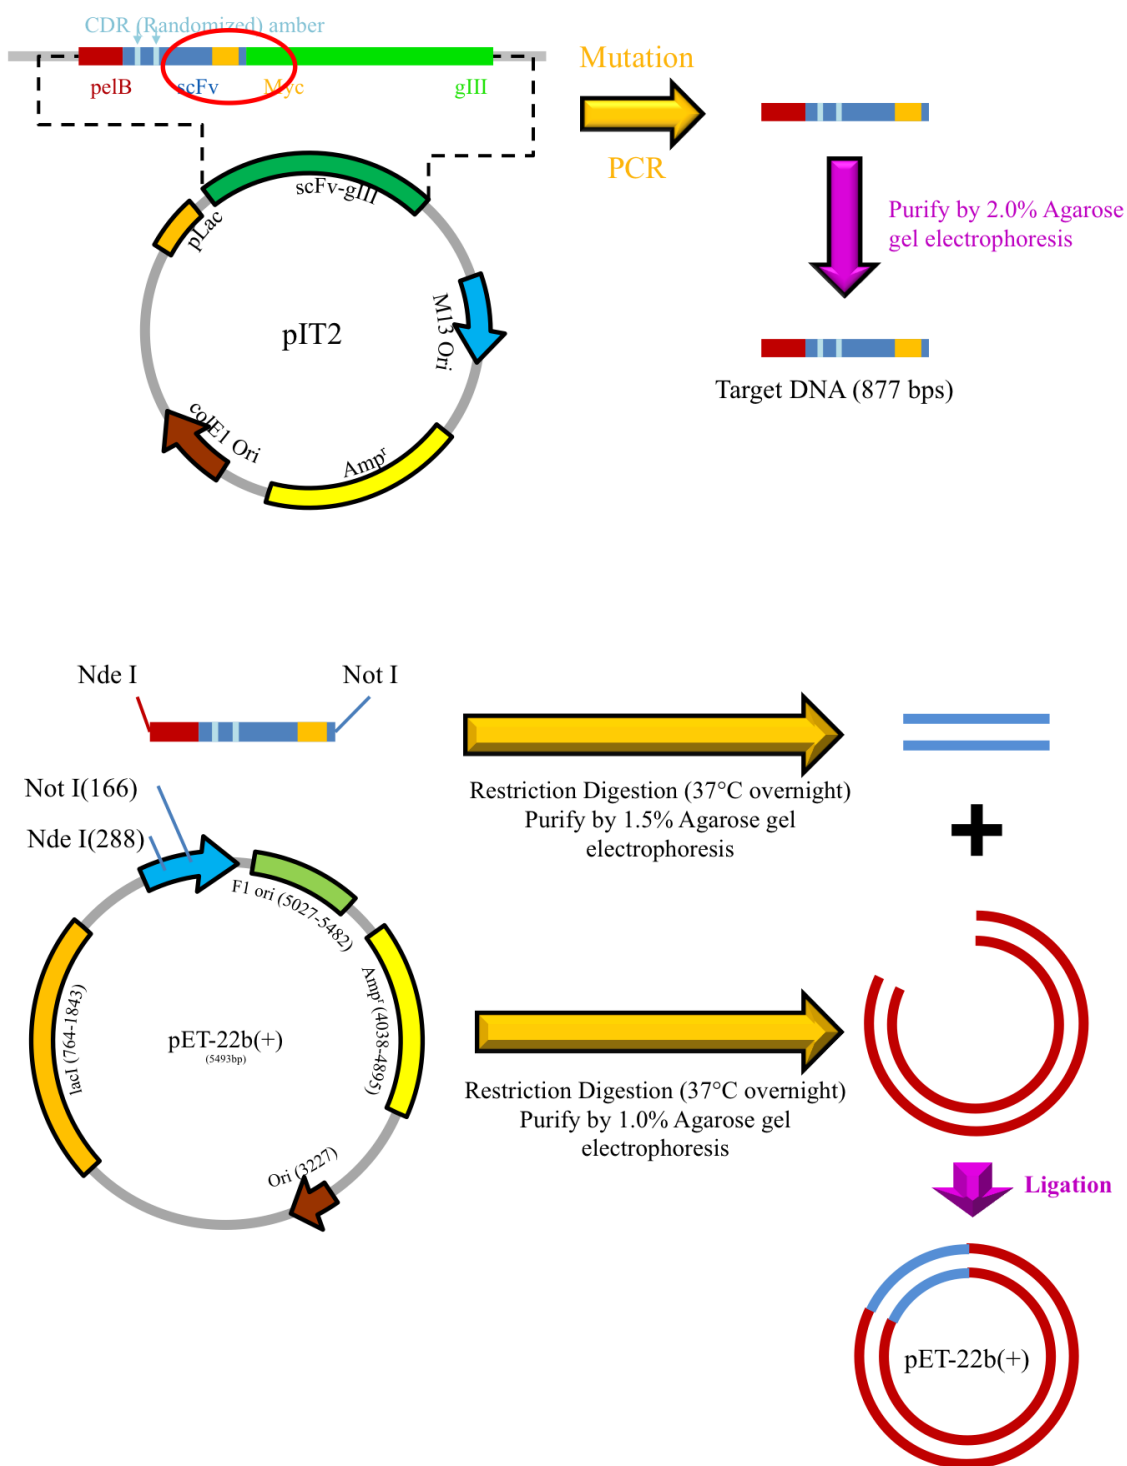 CDR (Randomized) amber
pelB
scFv
Myc
gIII
Mutation
PCR
scFv-gIII
pLac
M13 Ori
pIT2
colE1 Ori
Ampʳ
Purify by 2.0% Agarose
gel electrophoresis
Target DNA (877 bps)
Nde I
Not I
Not I(166)
Nde I(288)
Restriction Digestion (37°C overnight)
Purify by 1.5% Agarose gel
electrophoresis
F1 ori (5027-5482)
lacI (764-1843)
Ampʳ (4038-4895)
pET-22b(+)
(5493bp)
Ori (3227)
Restriction Digestion (37°C overnight)
Purify by 1.0% Agarose gel
electrophoresis
Ligation
pET-22b(+)